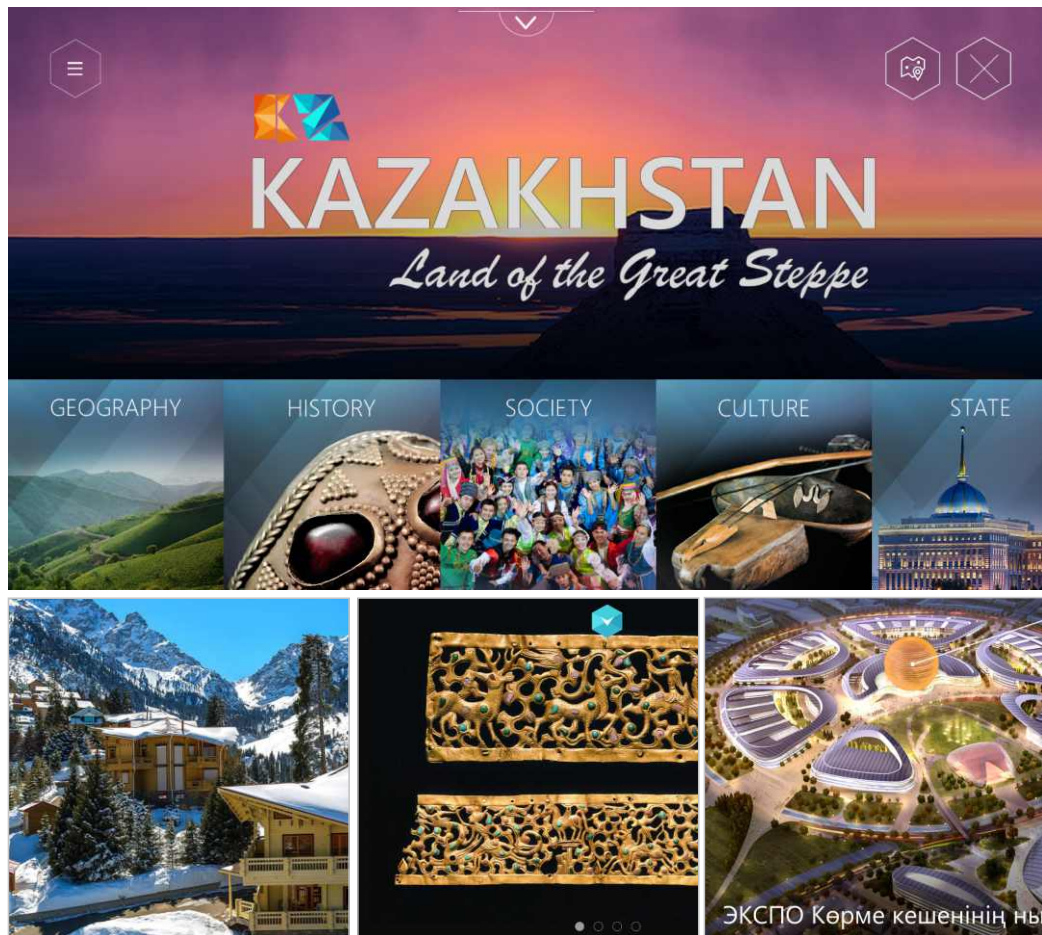 KAZAKHSTAN
Land of the Great Steppe
GEOGRAPHY
HISTORY
SOCIETY
CULTURE
STATE
ЭКСПО Көрме кешенінің